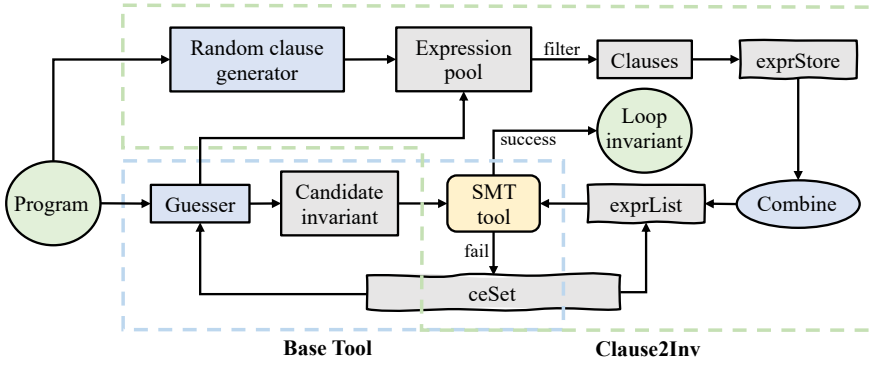 Random clause
generator
Expression
pool
filter
Clauses
exprStore
Loop
invariant
success
Program
Guesser
Candidate
invariant
SMT
tool
exprList
Combine
fail
ceSet
Base Tool
Clause2Inv